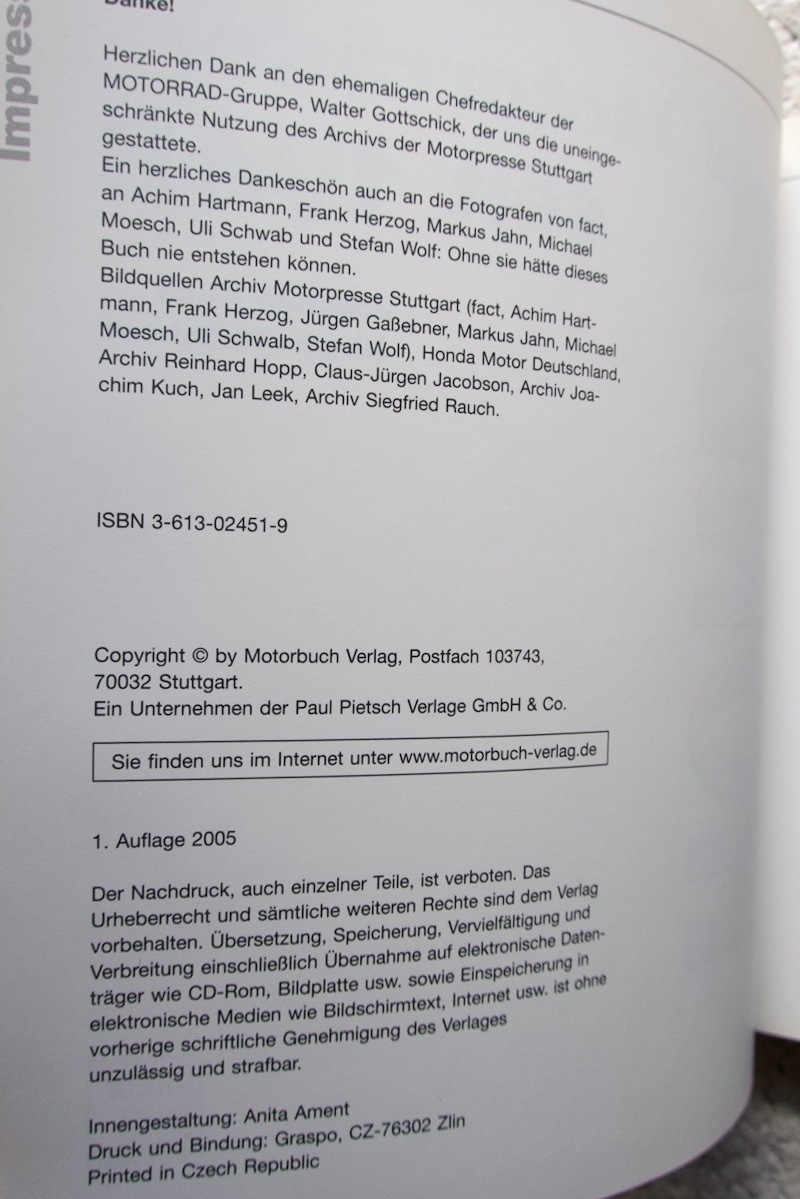 Impress
Danke!
Herzlichen Dank an den ehemaligen Chefredakteur der
MOTORRAD-Gruppe, Walter Gottschick, der uns die uneinge-
schränkte Nutzung des Archivs der Motorpresse Stuttgart
gestattete.
Ein herzliches Dankeschön auch an die Fotografen von fact,
an Achim Hartmann, Frank Herzog, Markus Jahn, Michael
Moesch, Uli Schwab und Stefan Wolf: Ohne sie hätte dieses
Buch nie entstehen können.
Bildquellen Archiv Motorpresse Stuttgart (fact, Achim Hart-
mann, Frank Herzog, Jürgen Gaßebner, Markus Jahn, Michael
Moesch, Uli Schwalb, Stefan Wolf), Honda Motor Deutschland,
Archiv Reinhard Hopp, Claus-Jürgen Jacobson, Archiv Joa-
chim Kuch, Jan Leek, Archiv Siegfried Rauch.
ISBN 3-613-02451-9
Copyright © by Motorbuch Verlag, Postfach 103743,
70032 Stuttgart.
Ein Unternehmen der Paul Pietsch Verlage GmbH & Co.
Sie finden uns im Internet unter www.motorbuch-verlag.de
1. Auflage 2005
Der Nachdruck, auch einzelner Teile, ist verboten. Das
Urheberrecht und sämtliche weiteren Rechte sind dem Verlag
vorbehalten. Übersetzung, Speicherung, Vervielfältigung und
Verbreitung einschließlich Übernahme auf elektronische Daten-
träger wie CD-Rom, Bildplatte usw. sowie Einspeicherung in
elektronische Medien wie Bildschirmtext, Internet usw. ist ohne
vorherige schriftliche Genehmigung des Verlages
unzulässig und strafbar.
Innengestaltung: Anita Ament
Druck und Bindung: Graspo, CZ-76302 Zlin
Printed in Czech Republic